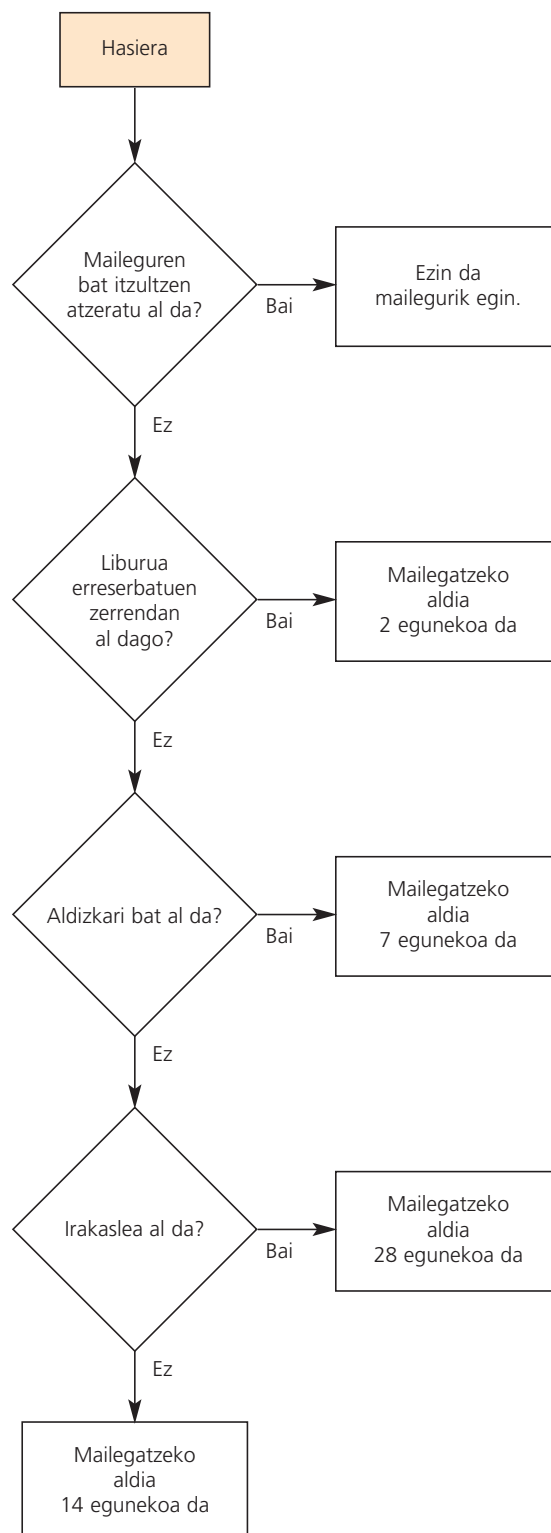 Hasiera
Maileguren
bat itzultzen
atzeratu al da?
Bai
Ezin da
mailegurik egin.
Ez
Liburua
erreserbatuen
zerrendan
al dago?
Bai
Mailegatzeko
aldia
2 egunekoa da
Ez
Aldizkari bat al da?
Bai
Mailegatzeko
aldia
7 egunekoa da
Ez
Irakaslea al da?
Bai
Mailegatzeko
aldia
28 egunekoa da
Ez
Mailegatzeko
aldia
14 egunekoa da